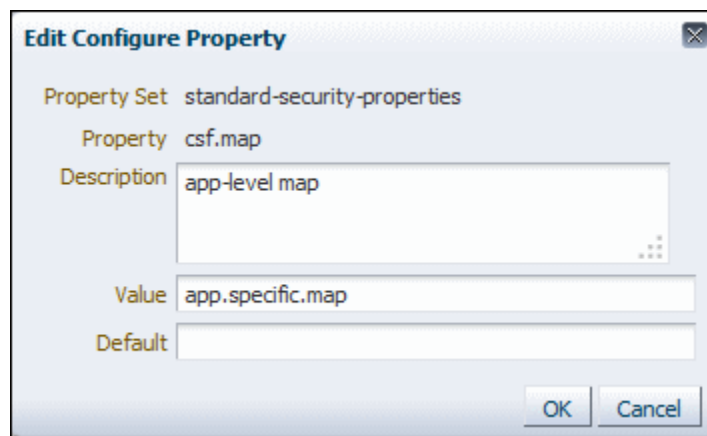 Edit Configure Property
Property Set standard-security-properties
Property csf.map
Description app-level map
Value app.specific.map
Default
OK Cancel